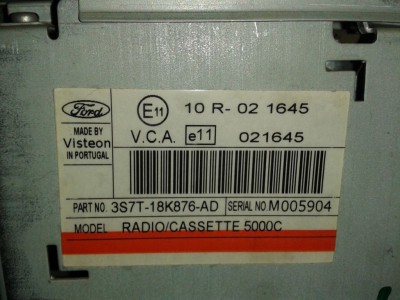 Ford
MADE BY
Visteon
IN PORTUGAL
E11 10 R- 02 1645
V.C.A. e11 021645
PART NO. 3S7T-18K876-AD SERIAL NO. M005904
MODEL RADIO/CASSETTE 5000C